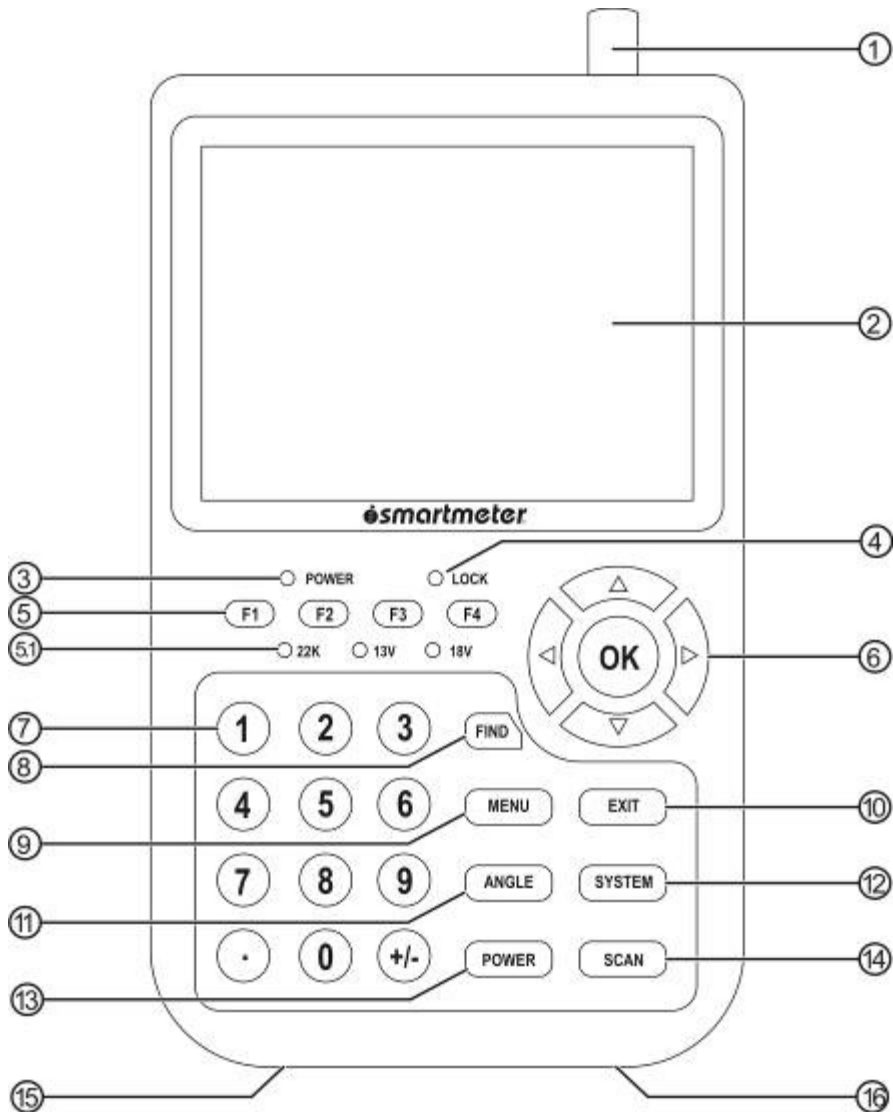 ①
②
ismartmeter
④
③ POWER LOCK
⑤ F1 F2 F3 F4
5.1 22K 13V 18V
OK ⑥
⑦ 1 2 3 FIND
⑧
4 5 6 MENU EXIT ⑩
⑨
7 8 9 ANGLE SYSTEM ⑫
⑪
. 0 +/- POWER SCAN ⑭
⑬
⑮ ⑯